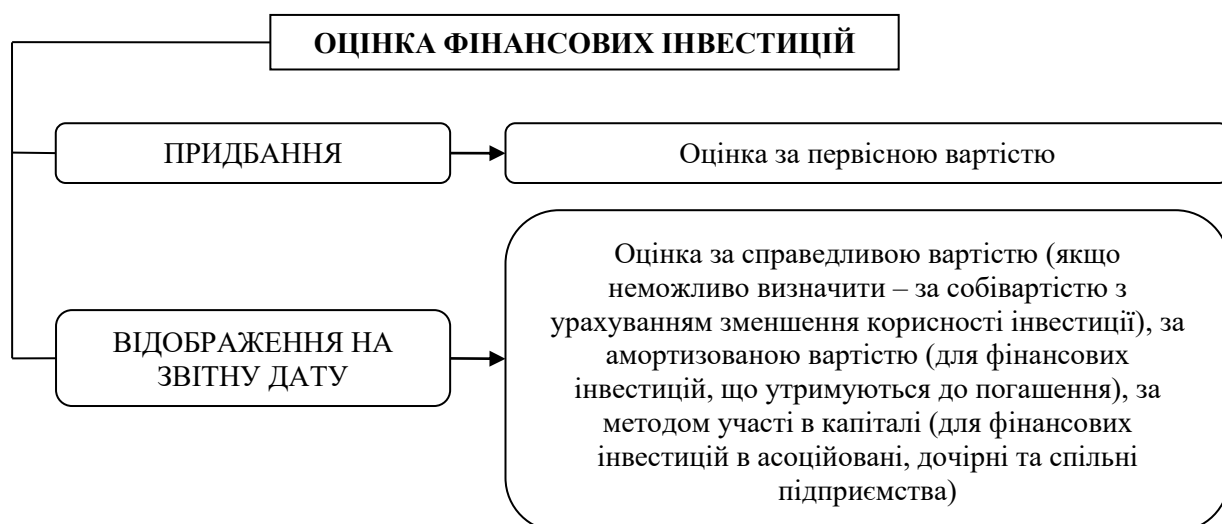 ОЦІНКА ФІНАНСОВИХ ІНВЕСТИЦІЙ
ПРИДБАННЯ
Оцінка за первісною вартістю
ВІДОБРАЖЕННЯ НА
ЗВІТНУ ДАТУ
Оцінка за справедливою вартістю (якщо
неможливо визначити – за собівартістю з
урахуванням зменшення корисності інвестиції), за
амортизованою вартістю (для фінансових
інвестицій, що утримуються до погашення), за
методом участі в капіталі (для фінансових
інвестицій в асоційовані, дочірні та спільні
підприємства)